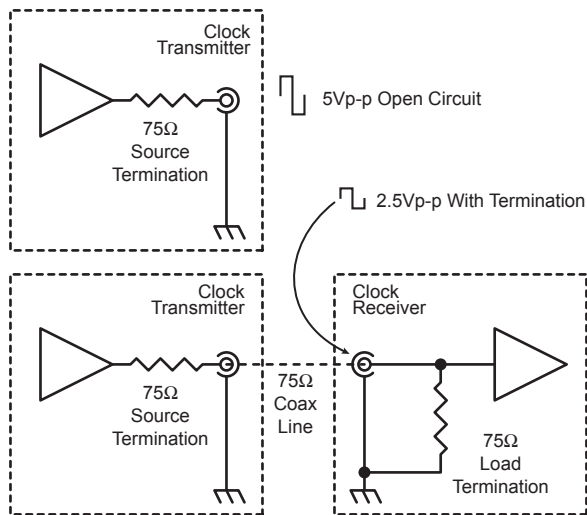 Clock
Transmitter
75Ω
Source
Termination
5Vp-p Open Circuit
2.5Vp-p With Termination
Clock
Transmitter
75Ω
Source
Termination
75Ω
Coax
Line
Clock
Receiver
75Ω
Load
Termination